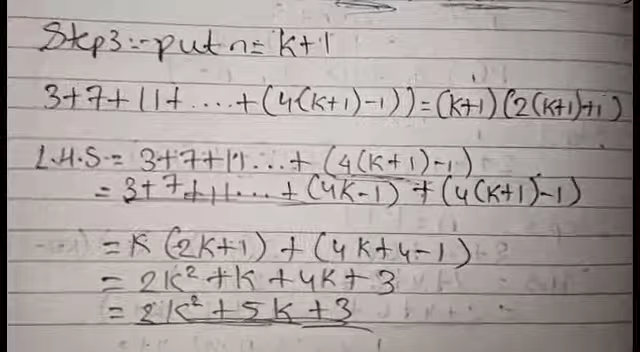 Step3:- put n = k+1
3+7+11+....+(4(k+1)-1)) = (k+1)(2(k+1)+1)
L.H.S = 3+7+11...+(4(k+1)-1)
= 3+7+11...+(4k-1)+(4(k+1)-1)
= k(2k+1)+(4k+4-1)
= 2k²+k+4k+3
= 2k²+5k+3